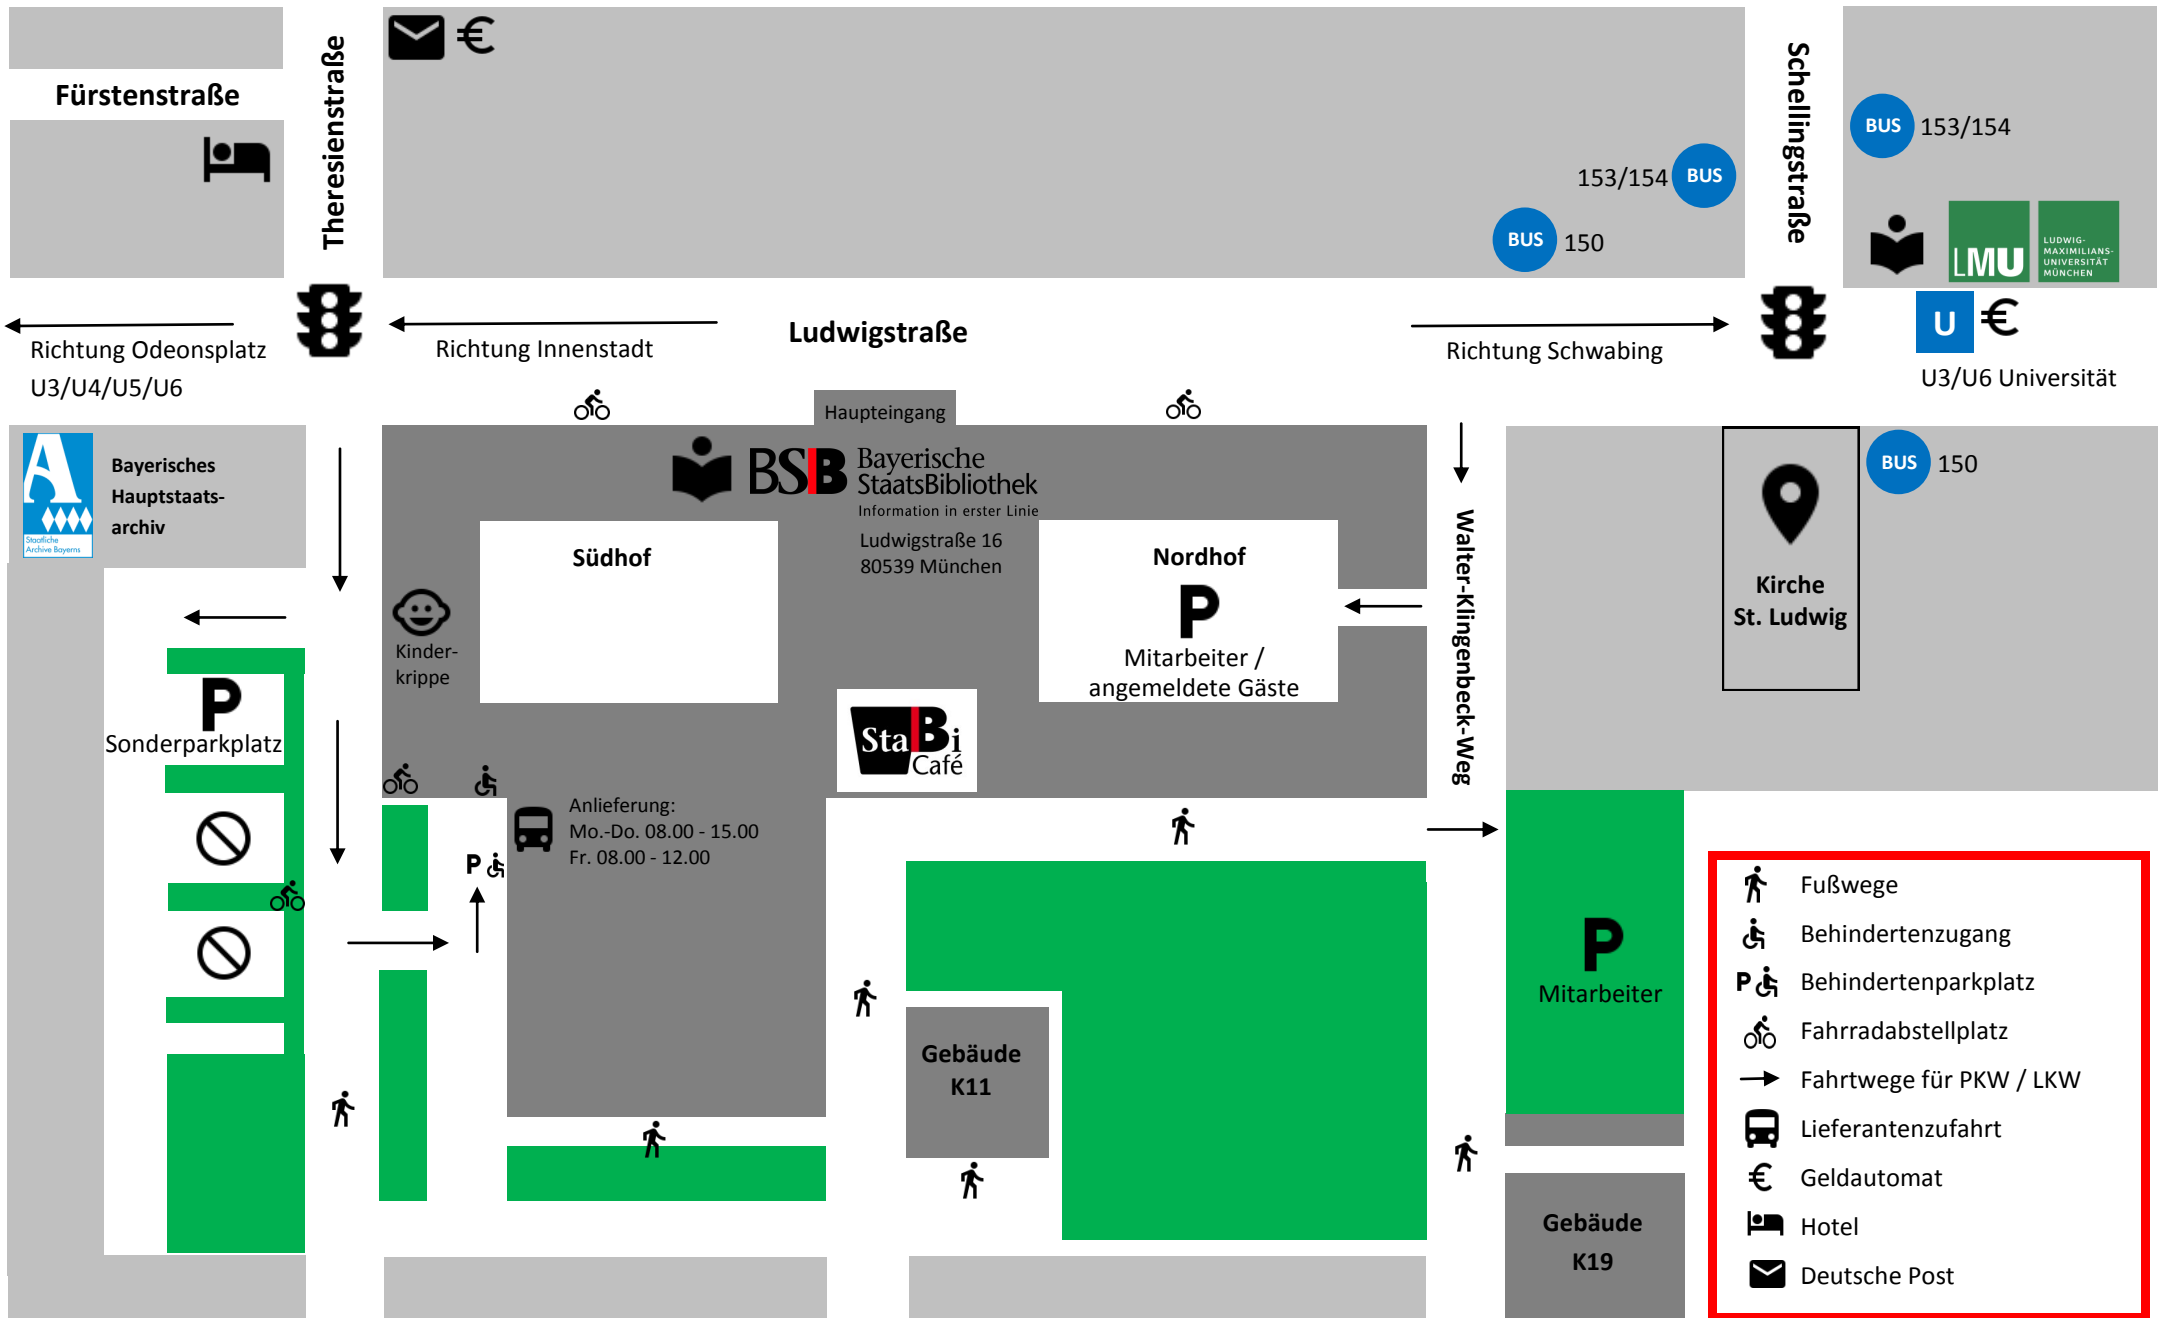 Fürstenstraße
Theresienstraße
Schellingstraße
BUS 153/154
153/154 BUS
BUS 150
LMU
LUDWIG-
MAXIMILIANS-
UNIVERSITÄT
MÜNCHEN
Richtung Odeonsplatz
U3/U4/U5/U6
Richtung Innenstadt
Ludwigstraße
Richtung Schwabing
U
€
U3/U6 Universität
Haupteingang
A
Staatliche
Archive Bayerns
Bayerisches
Hauptstaats-
archiv
BSB
Bayerische
StaatsBibliothek
Information in erster Linie
Ludwigstraße 16
80539 München
BUS 150
Südhof
Nordhof
P
Mitarbeiter /
angemeldete Gäste
Walter-Klingenbeck-Weg
Kirche
St. Ludwig
Kinder-
krippe
P
Sonderparkplatz
StaBi
Café
Anlieferung:
Mo.-Do. 08.00 - 15.00
Fr. 08.00 - 12.00
P
P
Mitarbeiter
Gebäude
K11
Gebäude
K19
Fußwege
Behindertenzugang
P Behindertenparkplatz
Fahrradabstellplatz
Fahrtwege für PKW / LKW
Lieferantenzufahrt
€ Geldautomat
Hotel
Deutsche Post
€